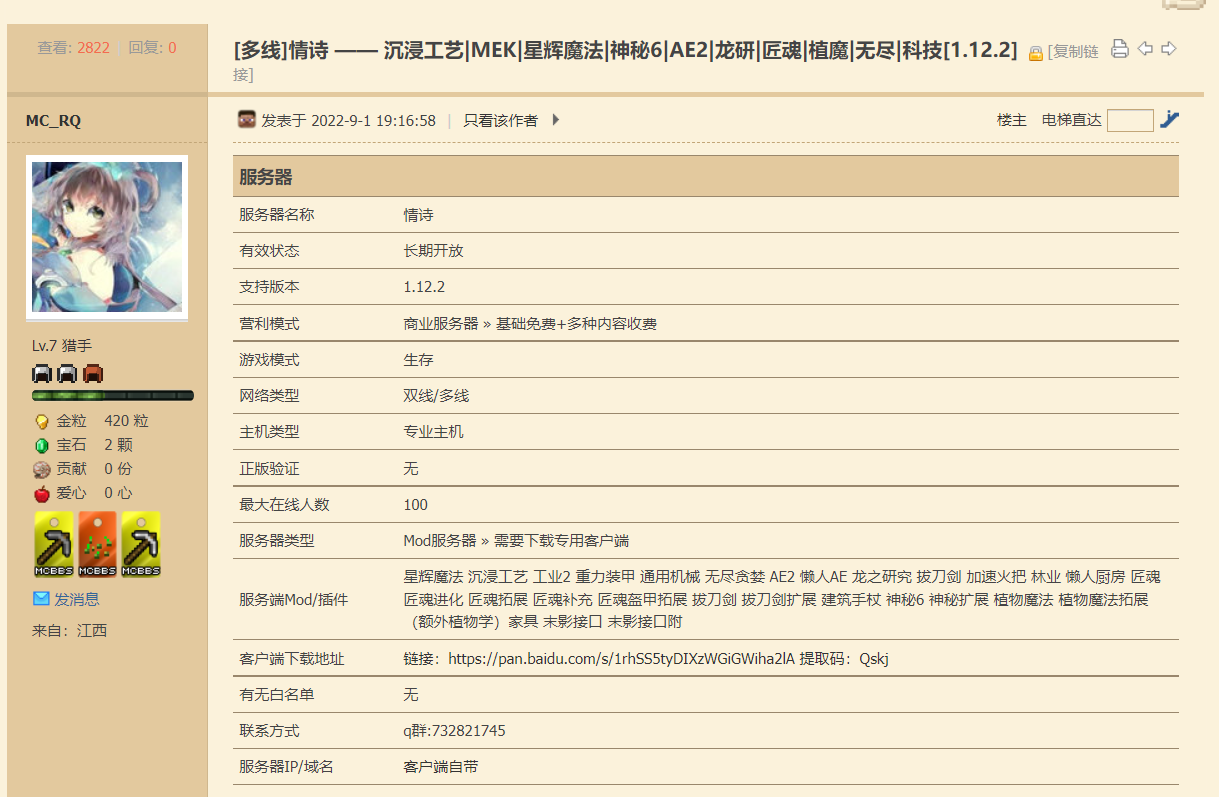 查看: 2822 | 回复: 0
[多线]情诗 —— 沉浸工艺|MEK|星辉魔法|神秘6|AE2|龙研|匠魂|植魔|无尽|科技[1.12.2] [复制链
接]
MC_RQ
发表于 2022-9-1 19:16:58 | 只看该作者
楼主 电梯直达
服务器
服务器名称 情诗
有效状态 长期开放
支持版本 1.12.2
营利模式 商业服务器 » 基础免费+多种内容收费
游戏模式 生存
网络类型 双线/多线
主机类型 专业主机
正版验证 无
最大在线人数 100
服务器类型 Mod服务器 » 需要下载专用客户端
服务端Mod/插件
星辉魔法 沉浸工艺 工业2 重力装甲 通用机械 无尽贪婪 AE2 懒人AE 龙之研究 拔刀剑 加速火把 林业 懒人厨房 匠魂
匠魂进化 匠魂拓展 匠魂补充 匠魂盔甲拓展 拔刀剑 拔刀剑扩展 建筑手杖 神秘6 神秘扩展 植物魔法 植物魔法拓展
（额外植物学）家具 末影接口 末影接口附
客户端下载地址 链接：https://pan.baidu.com/s/1rhSS5tyDIXzWGiGWiha2lA 提取码：Qskj
有无白名单 无
联系方式 q群:732821745
服务器IP/域名 客户端自带
Lv.7 猎手
金粒 420 粒
宝石 2 颗
贡献 0 份
爱心 0 心
MCBBS MCBBS MCBBS
发消息
来自：江西